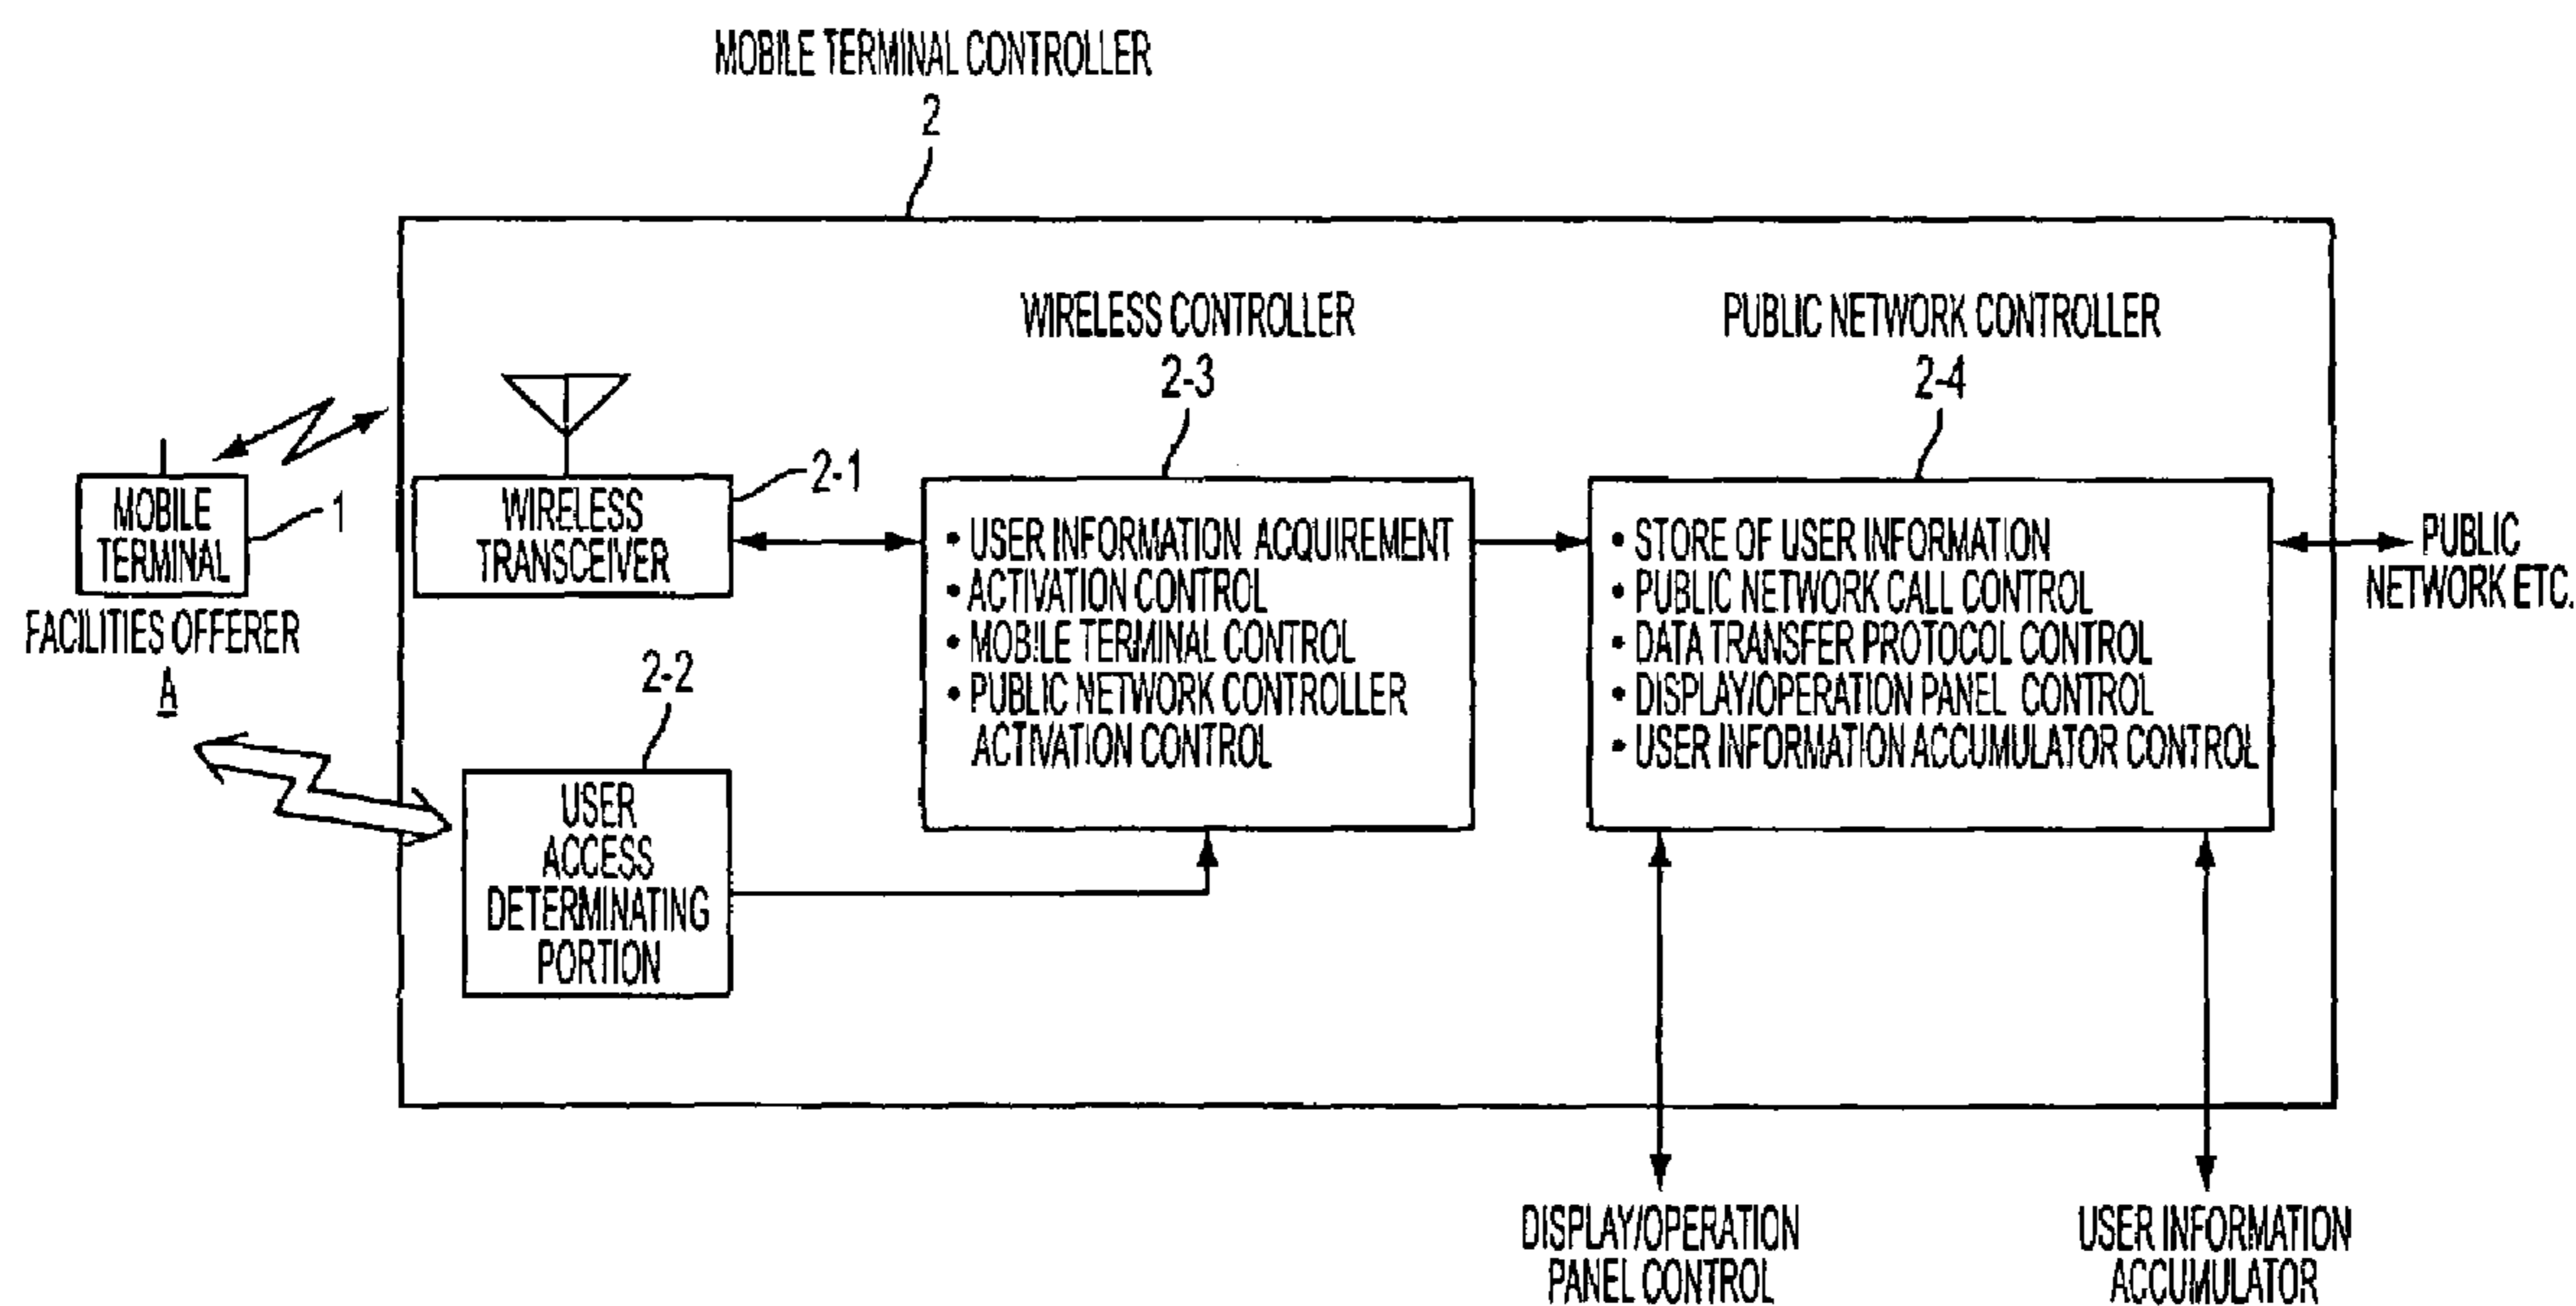 MOBILE TERMINAL CONTROLLER
2
WIRELESS CONTROLLER
2-3
PUBLIC NETWORK CONTROLLER
2-4
MOBILE
TERMINAL
1
FACILITIES OFFERER
A
WIRELESS
TRANSCEIVER
2-1
2-2
USER
ACCESS
DETERMINATING
PORTION
• USER INFORMATION ACQUIREMENT
• ACTIVATION CONTROL
• MOBILE TERMINAL CONTROL
• PUBLIC NETWORK CONTROLLER
ACTIVATION CONTROL
• STORE OF USER INFORMATION
• PUBLIC NETWORK CALL CONTROL
• DATA TRANSFER PROTOCOL CONTROL
• DISPLAY/OPERATION PANEL CONTROL
• USER INFORMATION ACCUMULATOR CONTROL
PUBLIC
NETWORK ETC.
DISPLAY/OPERATION
PANEL CONTROL
USER INFORMATION
ACCUMULATOR